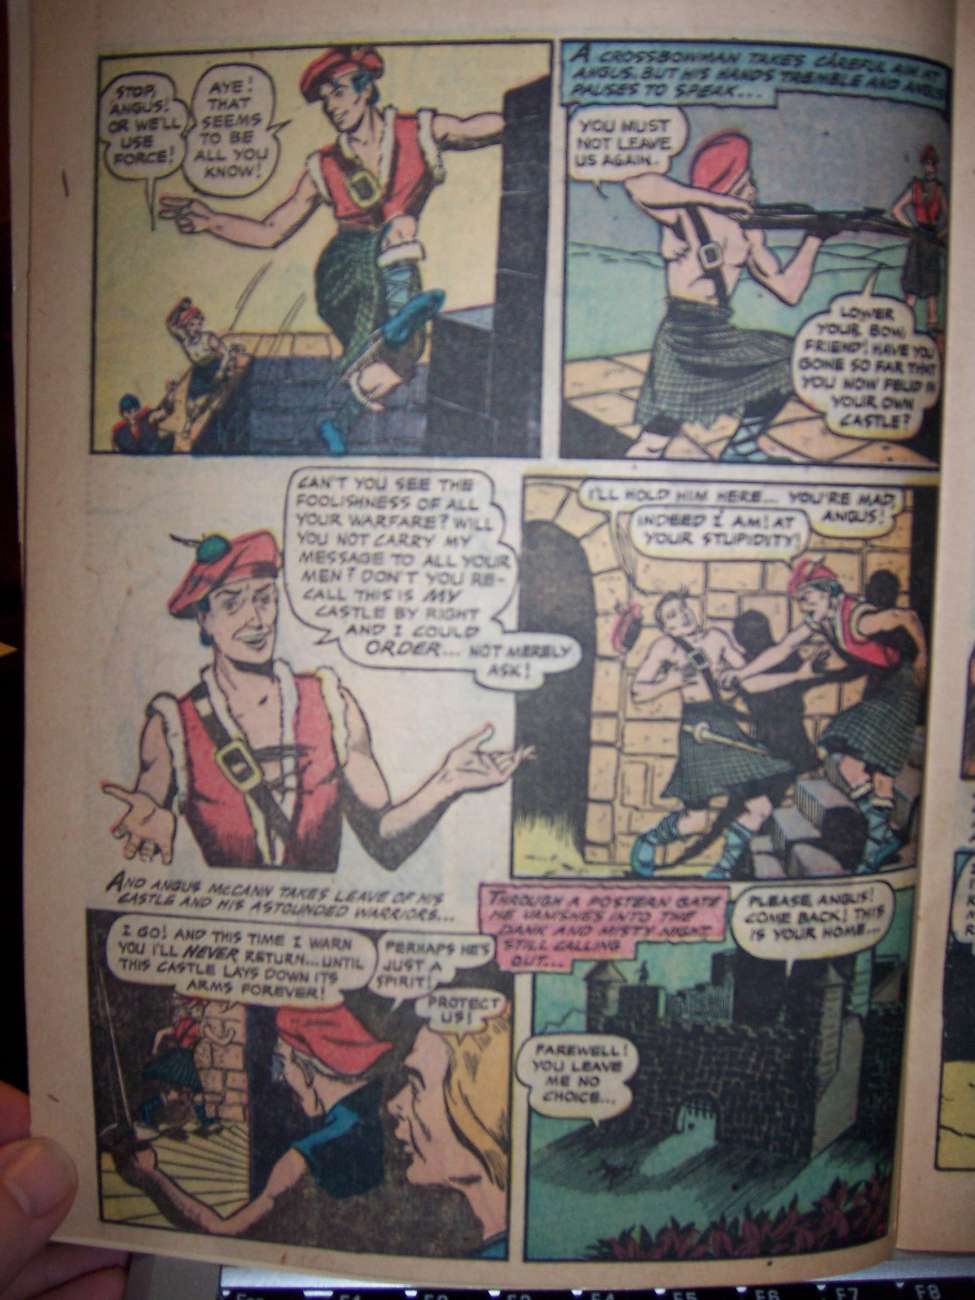 STOP,
ANGUS!
OR WE'LL
USE
FORCE!
AYE!
THAT
SEEMS
TO BE
ALL YOU
KNOW!
A CROSSBOWMAN TAKES CAREFUL AIM AT
ANGUS, BUT HIS HANDS TREMBLE AND ANGUS
PAUSES TO SPEAK...
YOU MUST
NOT LEAVE
US AGAIN.
LOWER
YOUR BOW,
FRIEND! HAVE YOU
GONE SO FAR THAT
YOU NOW FEUD IN
YOUR OWN
CASTLE?
CAN'T YOU SEE THE
FOOLISHNESS OF ALL
YOUR WARFARE? WILL
YOU NOT CARRY MY
MESSAGE TO ALL YOUR
MEN? DON'T YOU RE-
CALL THIS IS MY
CASTLE BY RIGHT
AND I COULD
ORDER... NOT MERELY
ASK!
I'LL HOLD HIM HERE... YOU'RE MAD,
ANGUS!
INDEED I AM! AT
YOUR STUPIDITY!
AND ANGUS McCANN TAKES LEAVE OF HIS
CASTLE AND HIS ASTOUNDED WARRIORS...
I GO! AND THIS TIME I WARN
YOU I'LL NEVER RETURN... UNTIL
THIS CASTLE LAYS DOWN ITS
ARMS FOREVER!
PERHAPS HE'S
JUST A
SPIRIT!
PROTECT
US!
THROUGH A POSTERN GATE
HE VANISHES INTO THE
DANK AND MISTY NIGHT
STILL CALLING
OUT...
PLEASE, ANGUS!
COME BACK! THIS
IS YOUR HOME...
FAREWELL!
YOU LEAVE
ME NO
CHOICE...
F1
F2
F3
F4
F5
F6
F7
F8